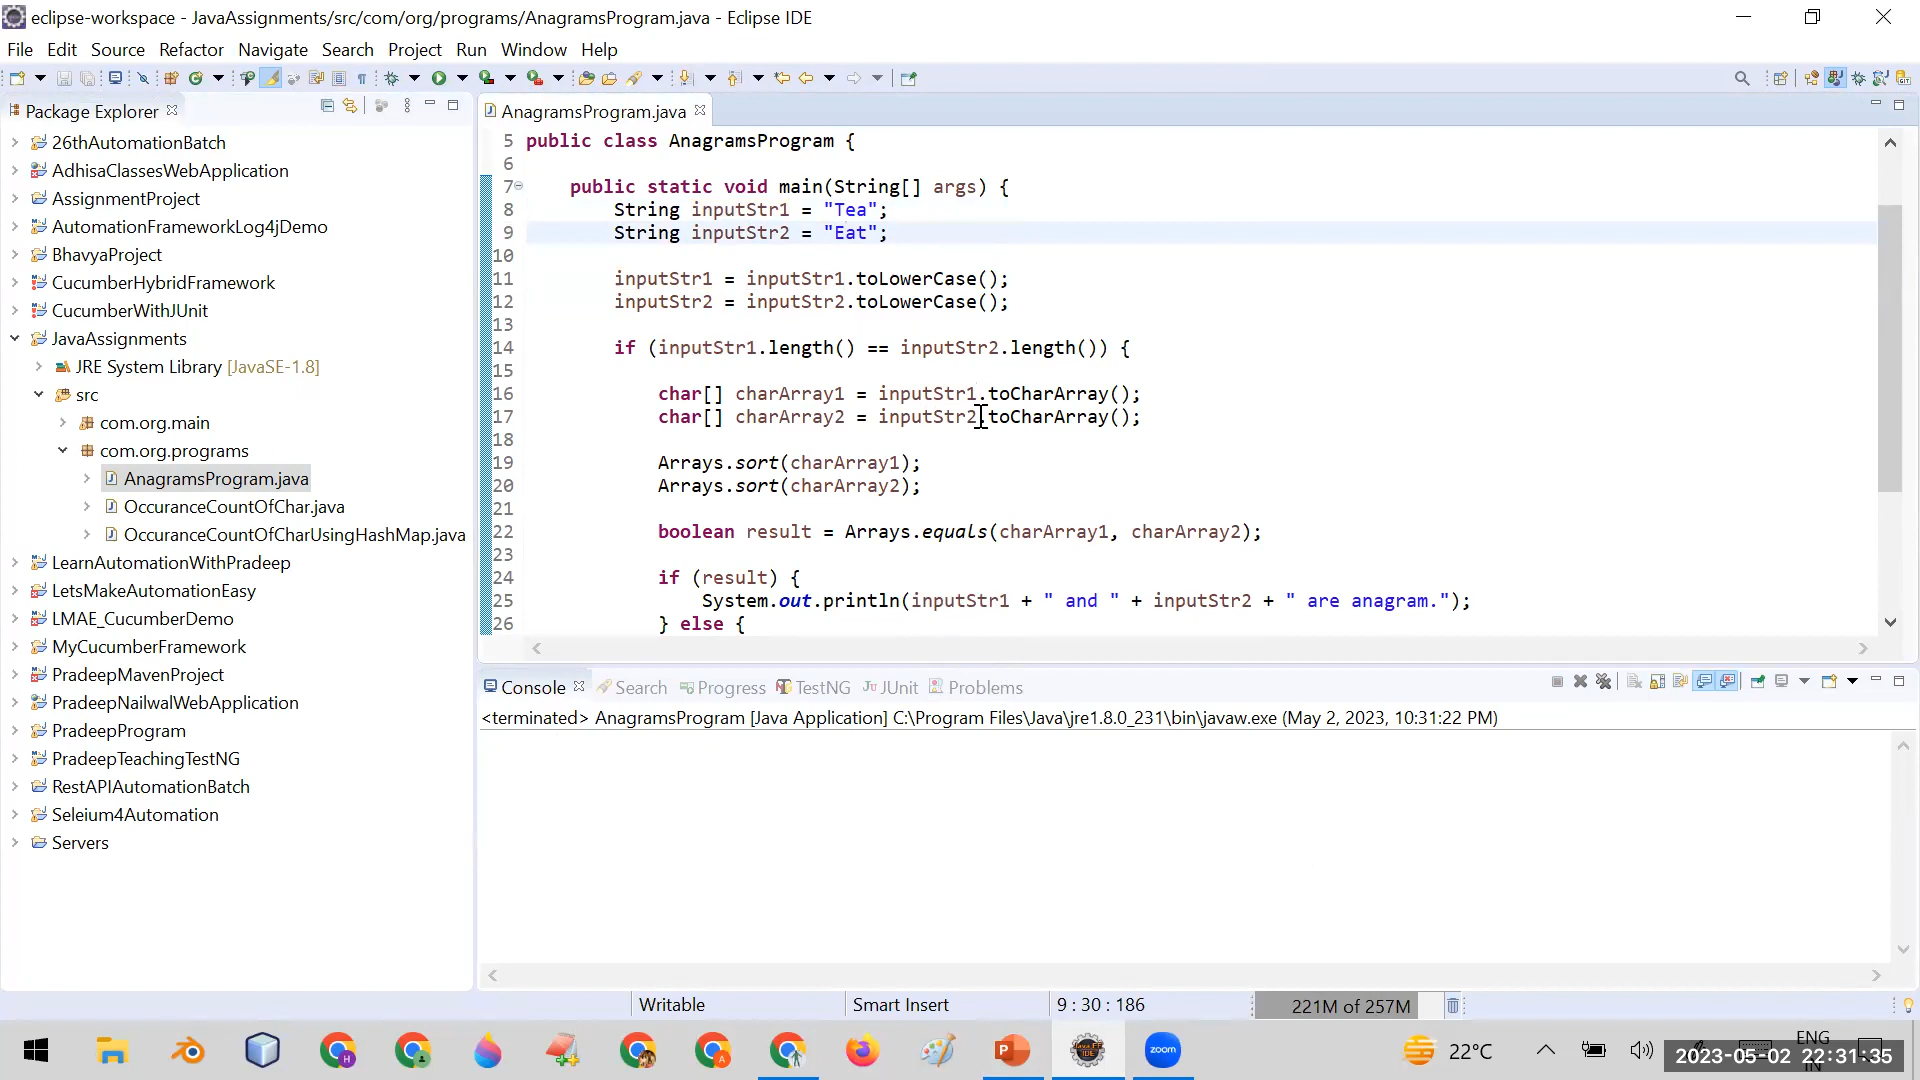 eclipse-workspace - JavaAssignments/src/com/org/programs/AnagramsProgram.java - Eclipse IDE
File Edit Source Refactor Navigate Search Project Run Window Help
Package Explorer
26thAutomationBatch
AdhisaClassesWebApplication
AssignmentProject
AutomationFrameworkLog4jDemo
BhavyaProject
CucumberHybridFramework
CucumberWithJUnit
JavaAssignments
JRE System Library [JavaSE-1.8]
src
com.org.main
com.org.programs
AnagramsProgram.java
OccuranceCountOfChar.java
OccuranceCountOfCharUsingHashMap.java
LearnAutomationWithPradeep
LetsMakeAutomationEasy
LMAE_CucumberDemo
MyCucumberFramework
PradeepMavenProject
PradeepNailwalWebApplication
PradeepProgram
PradeepTeachingTestNG
RestAPIAutomationBatch
Seleium4Automation
Servers
AnagramsProgram.java
5 public class AnagramsProgram {
6
7 public static void main(String[] args) {
8 String inputStr1 = "Tea";
9 String inputStr2 = "Eat";
10
11 inputStr1 = inputStr1.toLowerCase();
12 inputStr2 = inputStr2.toLowerCase();
13
14 if (inputStr1.length() == inputStr2.length()) {
15
16 char[] charArray1 = inputStr1.toCharArray();
17 char[] charArray2 = inputStr2.toCharArray();
18
19 Arrays.sort(charArray1);
20 Arrays.sort(charArray2);
21
22 boolean result = Arrays.equals(charArray1, charArray2);
23
24 if (result) {
25 System.out.println(inputStr1 + " and " + inputStr2 + " are anagram.");
26 } else {
Console Search Progress TestNG JUnit Problems
<terminated> AnagramsProgram [Java Application] C:\Program Files\Java\jre1.8.0_231\bin\javaw.exe (May 2, 2023, 10:31:22 PM)
Writable Smart Insert 9 : 30 : 186 221M of 257M
zoom
22°C
ENG
2023-05-02 22:31:35